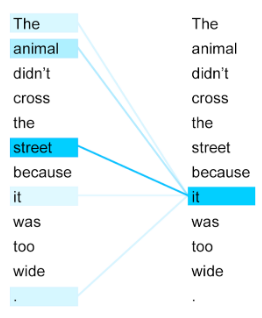 The The
animal animal
didn't didn't
cross cross
the the
street street
because because
it it
was was
too too
wide wide
. .